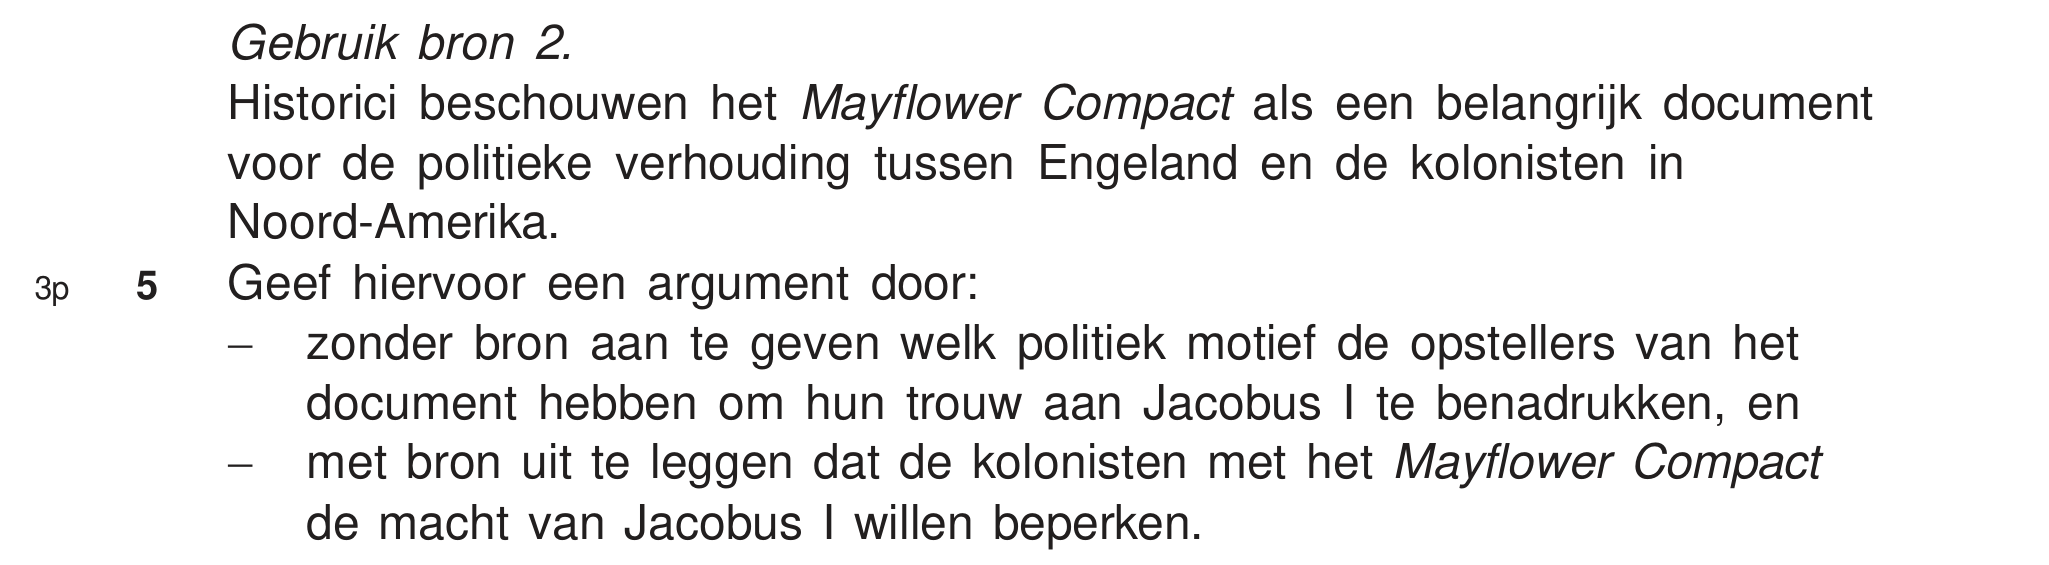 Gebruik bron 2.
Historici beschouwen het Mayflower Compact als een belangrijk document
voor de politieke verhouding tussen Engeland en de kolonisten in
Noord-Amerika.
3p 5 Geef hiervoor een argument door:
− zonder bron aan te geven welk politiek motief de opstellers van het
document hebben om hun trouw aan Jacobus I te benadrukken, en
− met bron uit te leggen dat de kolonisten met het Mayflower Compact
de macht van Jacobus I willen beperken.